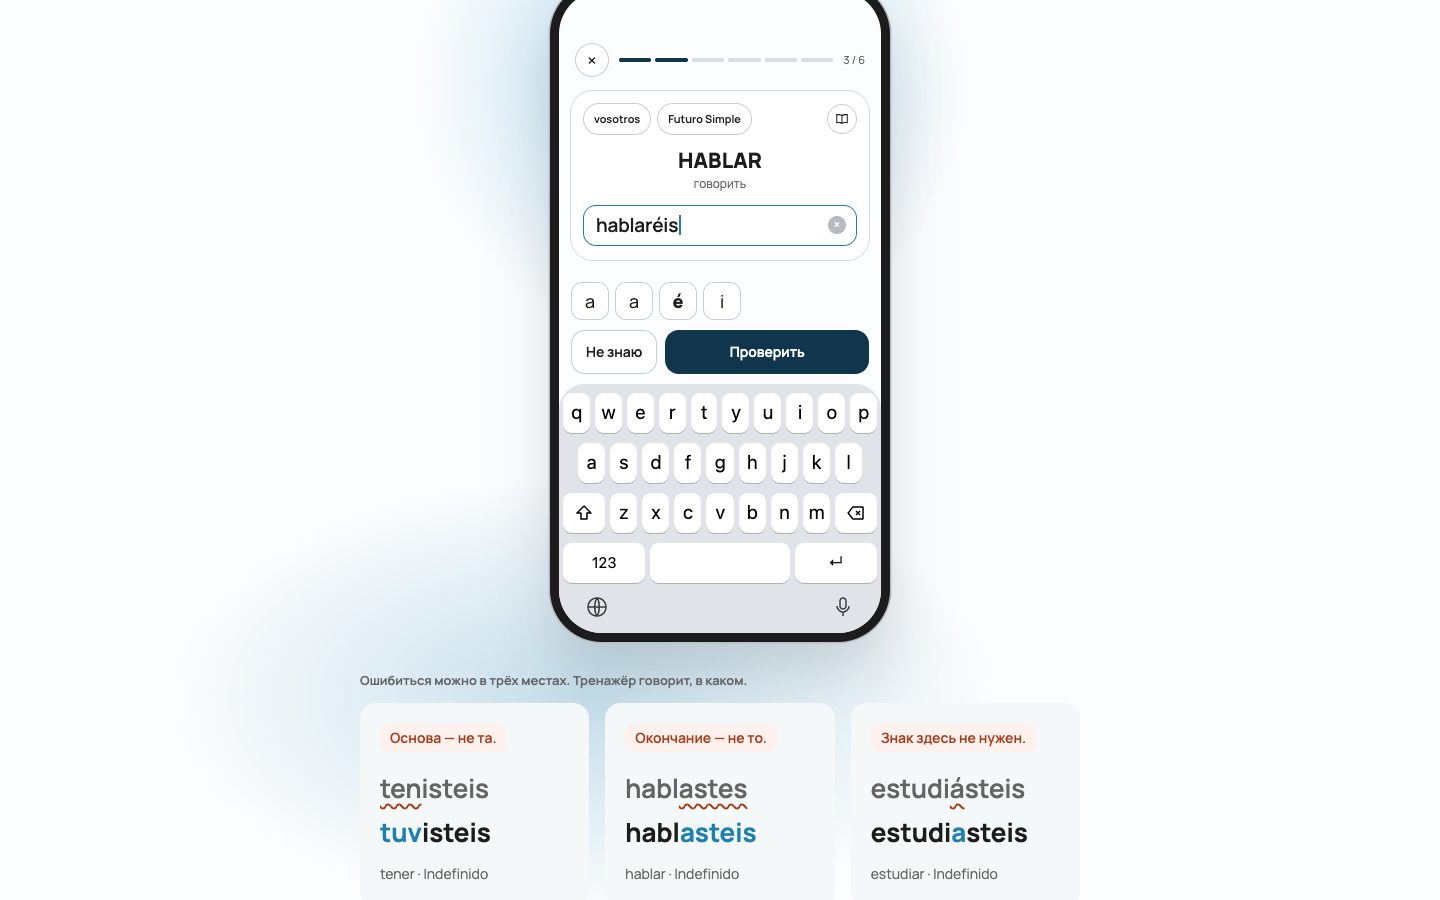 3 / 6
vosotros
Futuro Simple
HABLAR
говорить
hablaréis
a a é i
Не знаю
Проверить
q w e r t y u i o p
a s d f g h j k l
z x c v b n m
123
Ошибиться можно в трёх местах. Тренажёр говорит, в каком.
Основа — не та.
tenisteis
tuvisteis
tener · Indefinido
Окончание — не то.
hablastes
hablasteis
hablar · Indefinido
Знак здесь не нужен.
estudiásteis
estudiasteis
estudiar · Indefinido